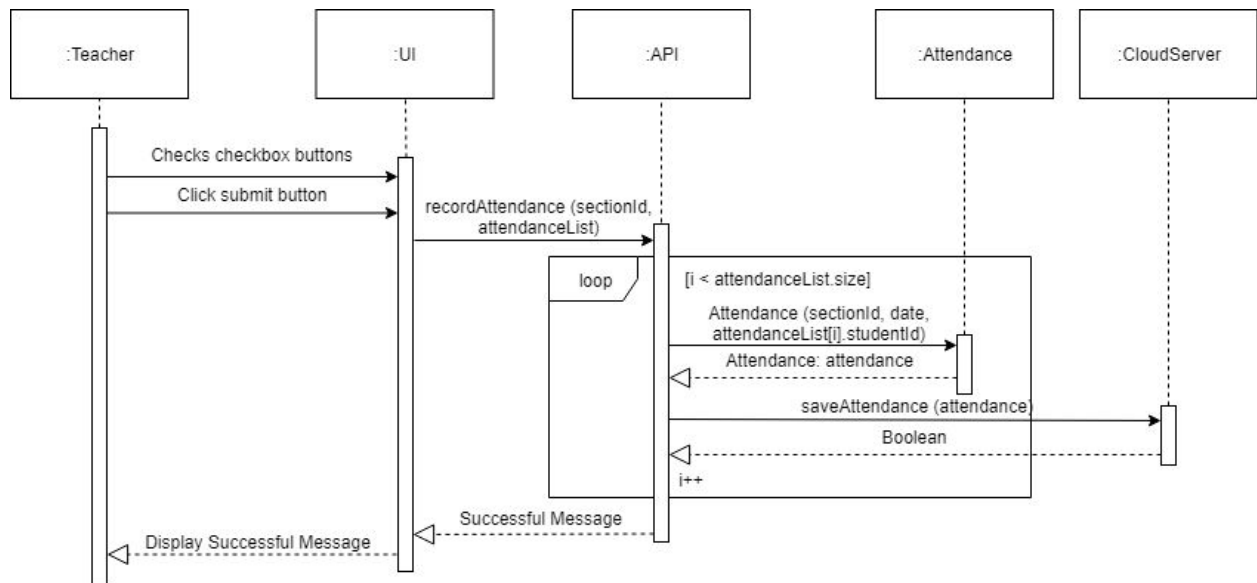 :Teacher
:UI
:API
:Attendance
:CloudServer
Checks checkbox buttons
Click submit button
recordAttendance (sectionId,
attendanceList)
loop
[i < attendanceList.size]
Attendance (sectionId, date,
attendanceList[i].studentId)
Attendance: attendance
saveAttendance (attendance)
Boolean
i++
Successful Message
Display Successful Message